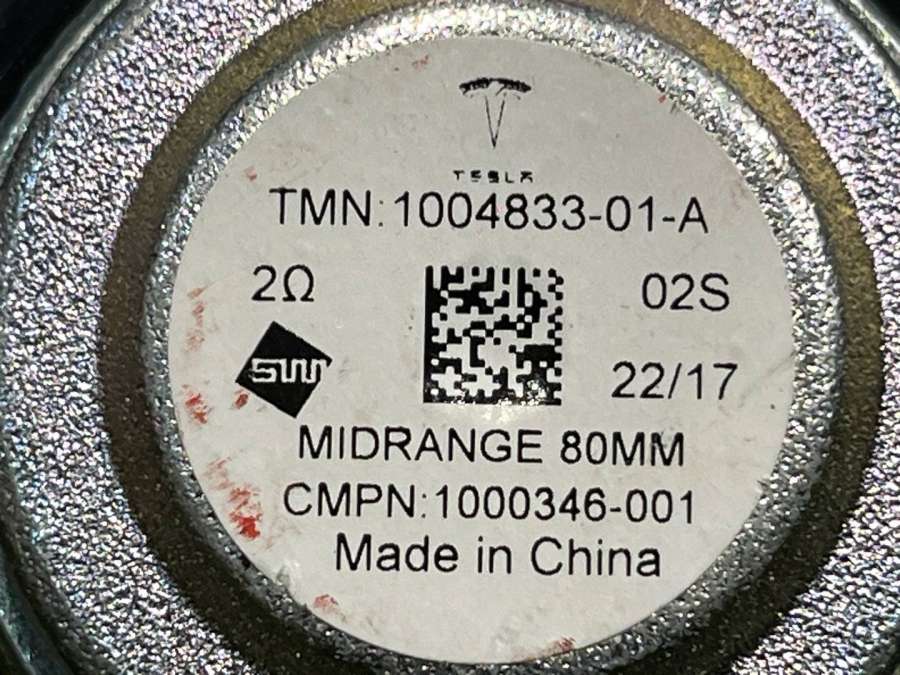 TESLA
TMN:1004833-01-A
2Ω
02S
SW
22/17
MIDRANGE 80MM
CMPN:1000346-001
Made in China